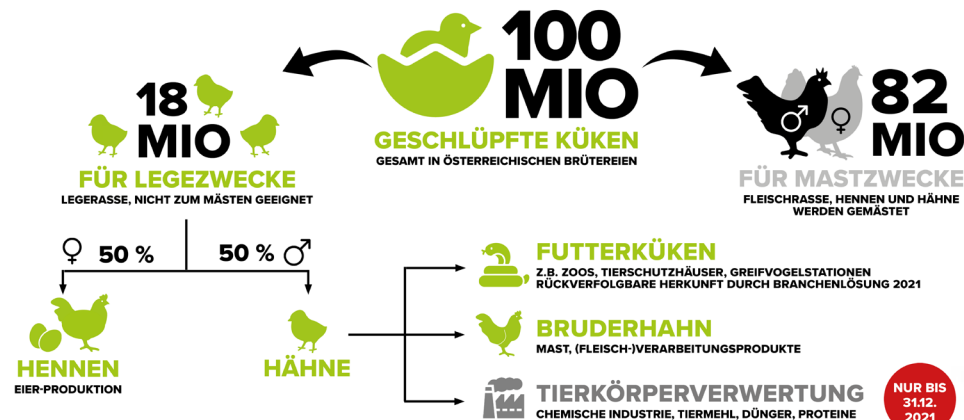 100
MIO
GESCHLÜPFTE KÜKEN
GESAMT IN ÖSTERREICHISCHEN BRÜTEREIEN
18
MIO
FÜR LEGEZWECKE
LEGERASSE, NICHT ZUM MÄSTEN GEEIGNET
82
MIO
FÜR MASTZWECKE
FLEISCHRASSE, HENNEN UND HÄHNE
WERDEN GEMÄSTET
♀ 50 %
50 % ♂
HENNEN
EIER-PRODUKTION
HÄHNE
FUTTERKÜKEN
Z.B. ZOOS, TIERSCHUTZHÄUSER, GREIFVOGELSTATIONEN
RÜCKVERFOLGBARE HERKUNFT DURCH BRANCHENLÖSUNG 2021
BRUDERHAHN
MAST, (FLEISCH-)VERARBEITUNGSPRODUKTE
TIERKÖRPERVERWERTUNG
CHEMISCHE INDUSTRIE, TIERMEHL, DÜNGER, PROTEINE
NUR BIS
31.12.
2021